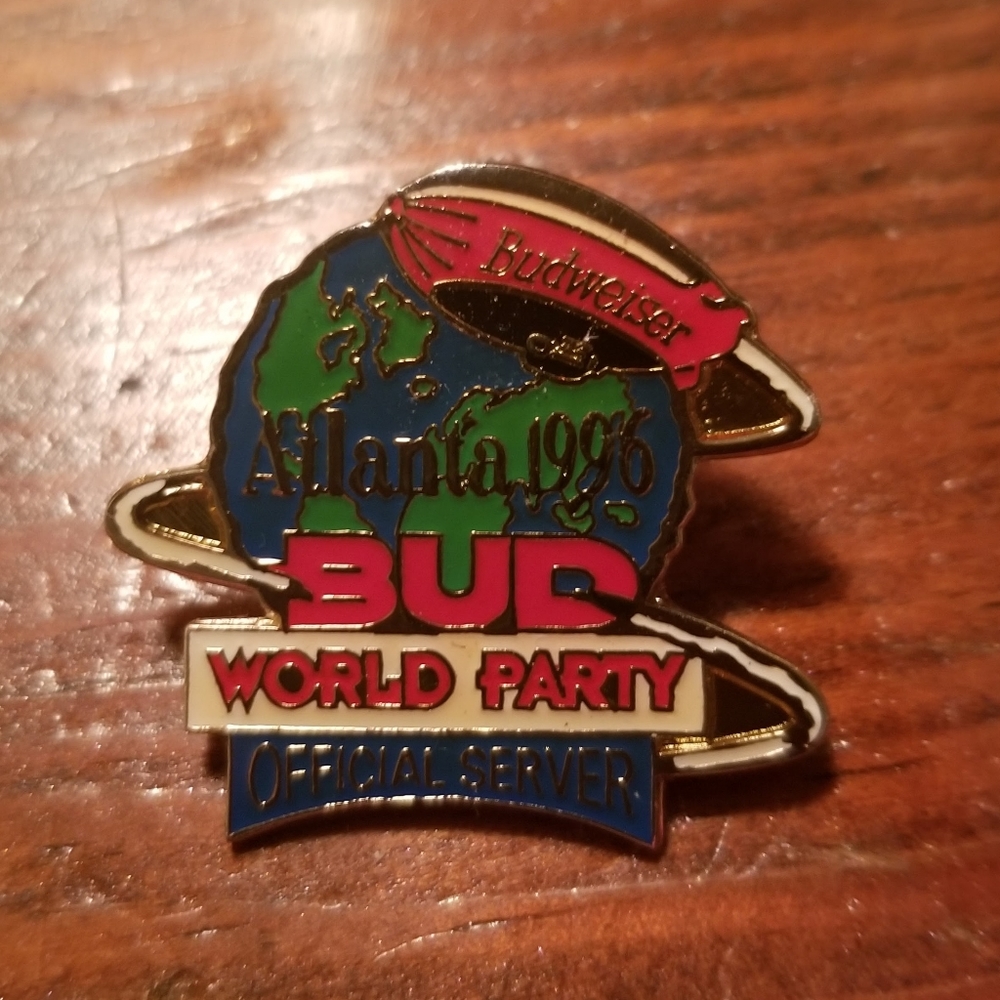 Budweiser
Atlanta 1996
BUD
WORLD PARTY
OFFICIAL SERVER